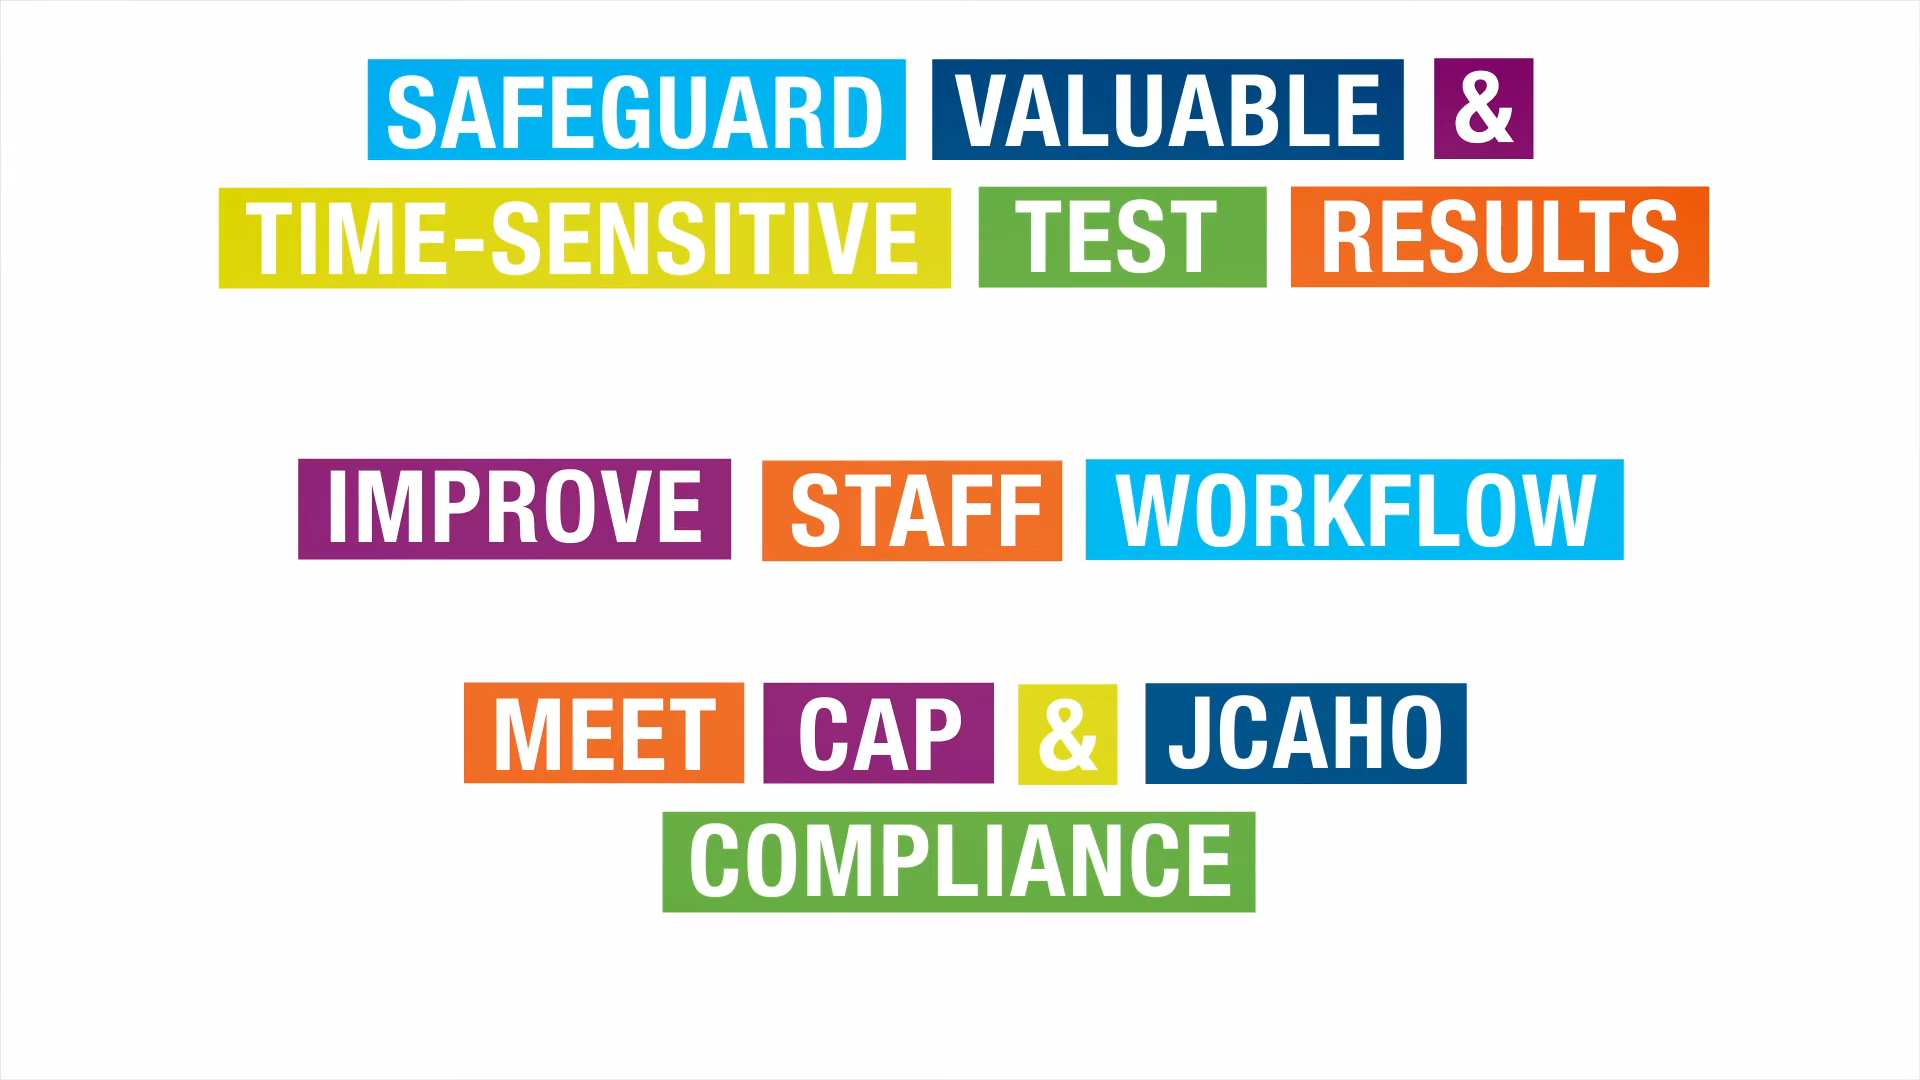 SAFEGUARD VALUABLE &
TIME-SENSITIVE TEST RESULTS
IMPROVE STAFF WORKFLOW
MEET CAP & JCAHO
COMPLIANCE